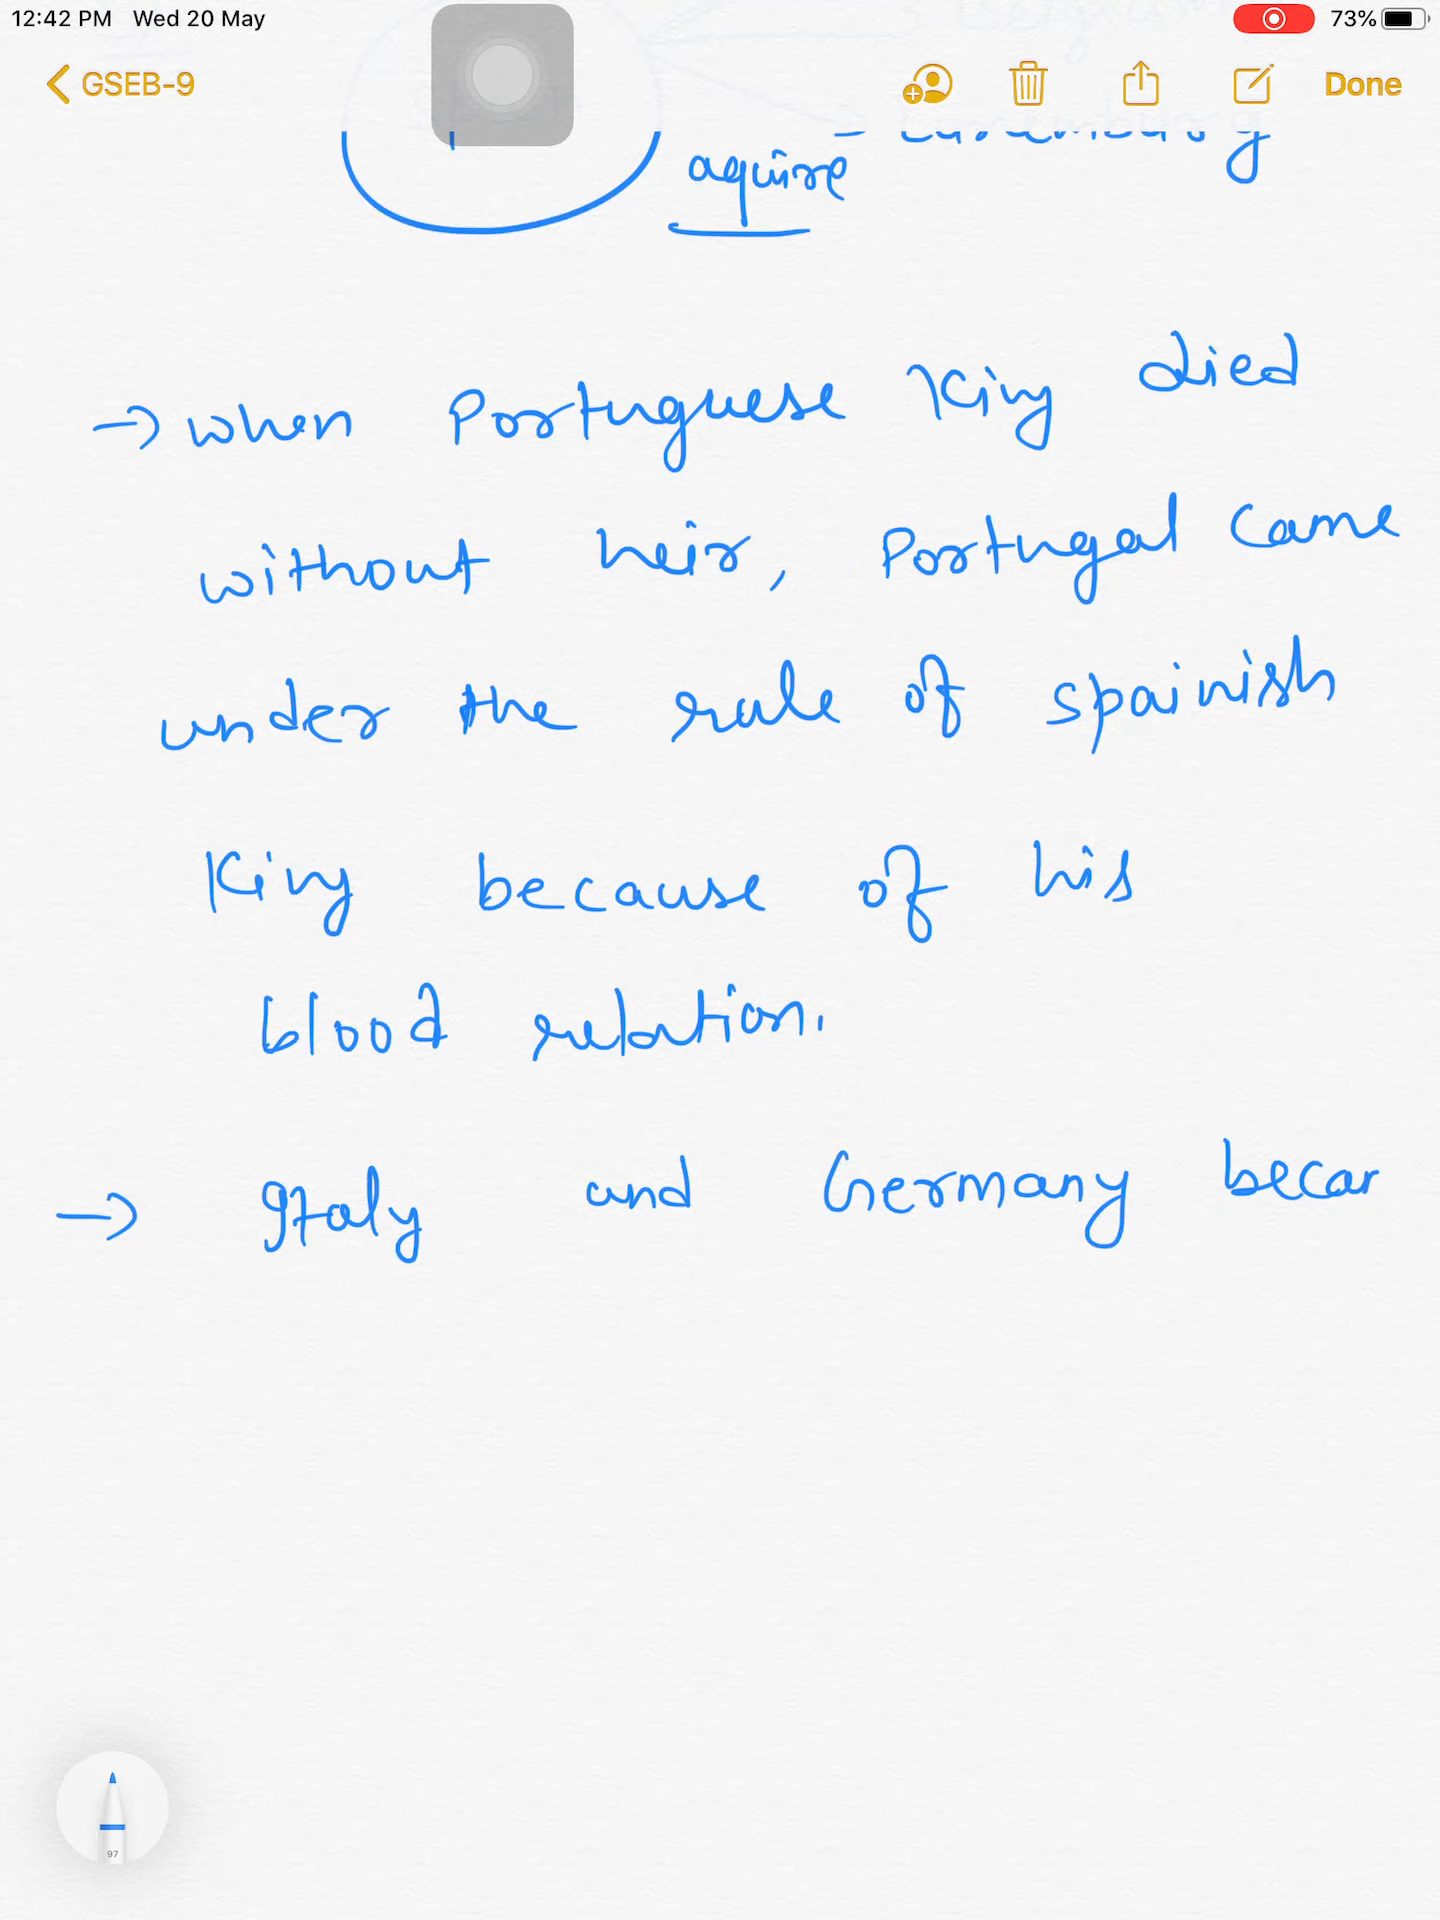 12:42 PM Wed 20 May 73%
GSEB-9 Done
aquire
→ when Portuguese King died
without heir, Portugal came
under the rule of spainish
King because of his
blood relation.
→ Italy and Germany becar
97